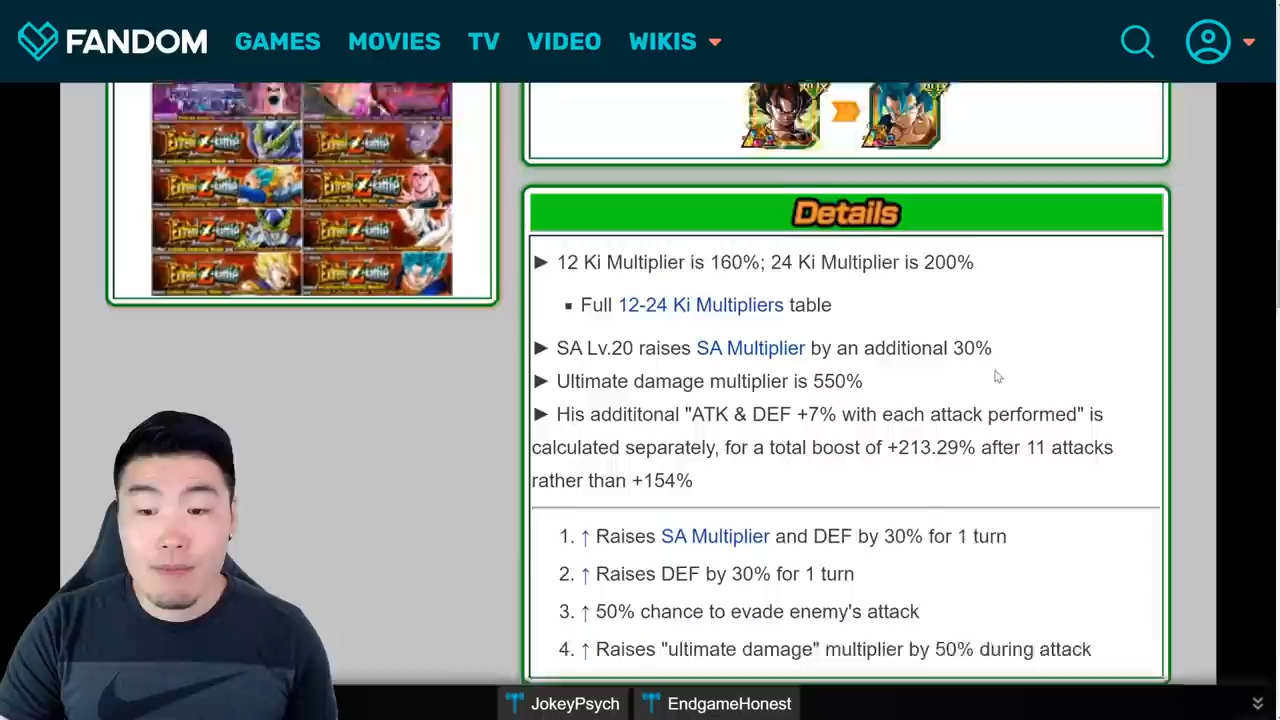 FANDOM GAMES MOVIES TV VIDEO WIKIS
Details
► 12 Ki Multiplier is 160%; 24 Ki Multiplier is 200%
▪ Full 12-24 Ki Multipliers table
► SA Lv.20 raises SA Multiplier by an additional 30%
► Ultimate damage multiplier is 550%
► His addititonal "ATK & DEF +7% with each attack performed" is
calculated separately, for a total boost of +213.29% after 11 attacks
rather than +154%
1. ↑ Raises SA Multiplier and DEF by 30% for 1 turn
2. ↑ Raises DEF by 30% for 1 turn
3. ↑ 50% chance to evade enemy's attack
4. ↑ Raises "ultimate damage" multiplier by 50% during attack
JokeyPsych EndgameHonest